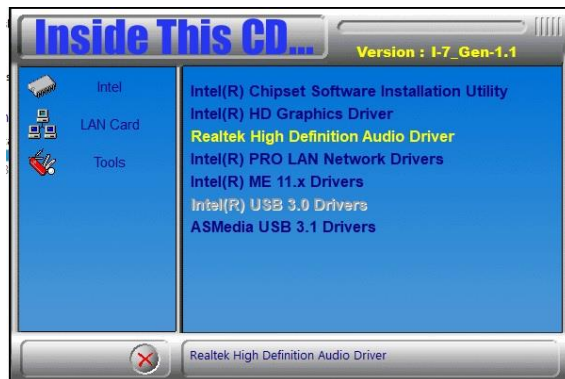 Inside This CD...
Version : I-7_Gen-1.1
Intel
LAN Card
Tools
Intel(R) Chipset Software Installation Utility
Intel(R) HD Graphics Driver
Realtek High Definition Audio Driver
Intel(R) PRO LAN Network Drivers
Intel(R) ME 11.x Drivers
Intel(R) USB 3.0 Drivers
ASMedia USB 3.1 Drivers
Realtek High Definition Audio Driver